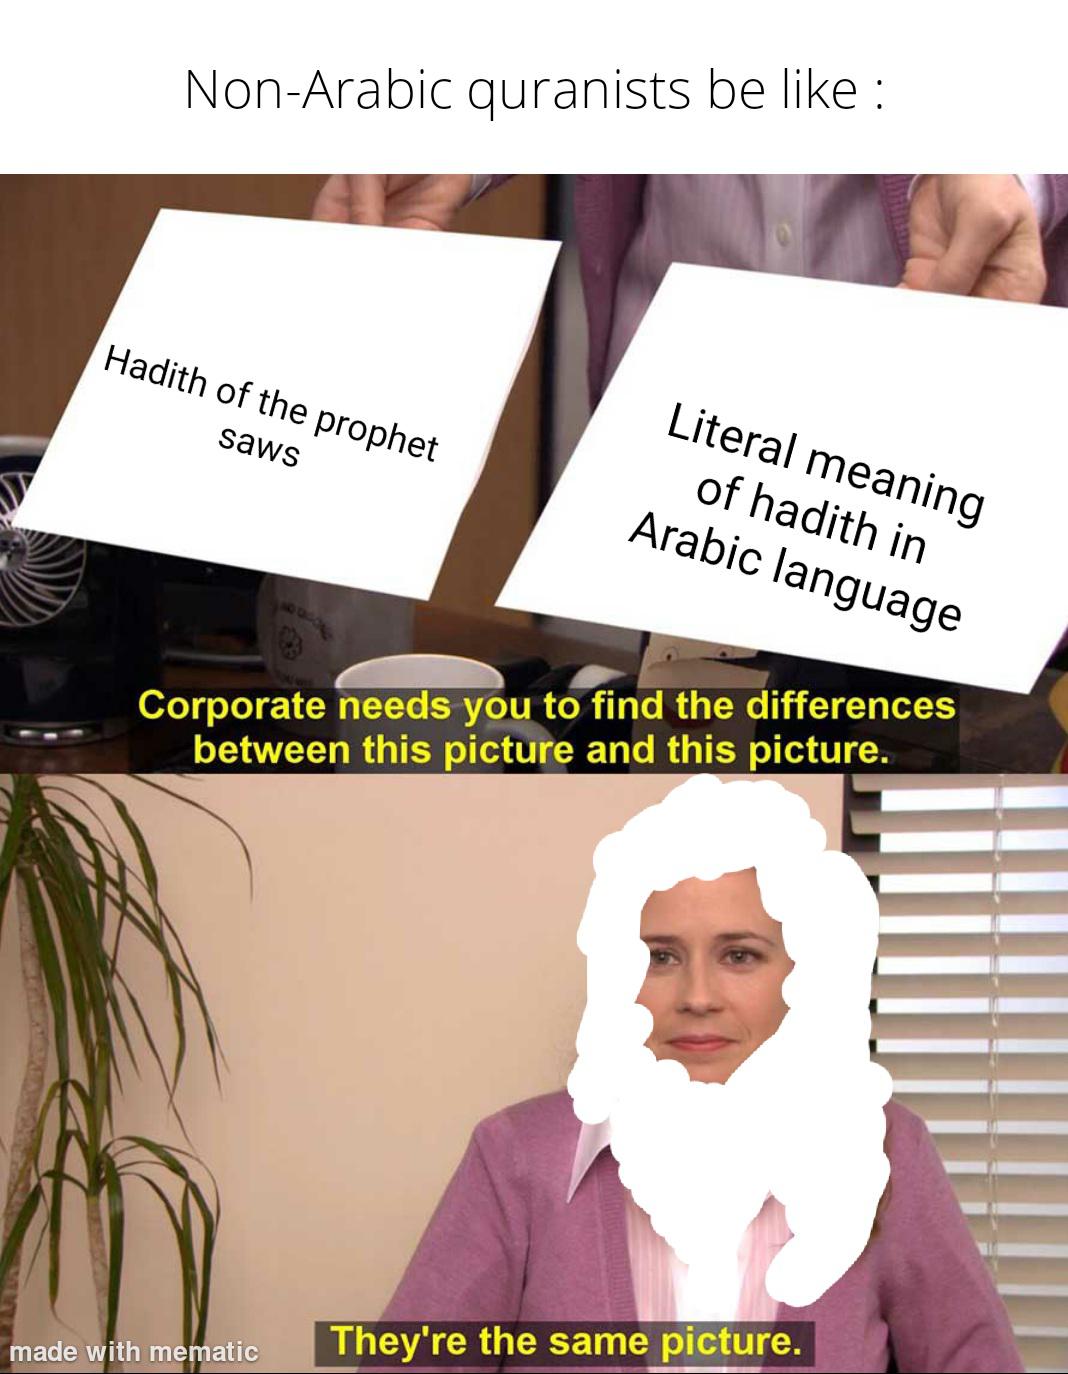 Non-Arabic quranists be like :
Hadith of the prophet
saws
Literal meaning
of hadith in
Arabic language
Corporate needs you to find the differences
between this picture and this picture.
They're the same picture.
made with mematic